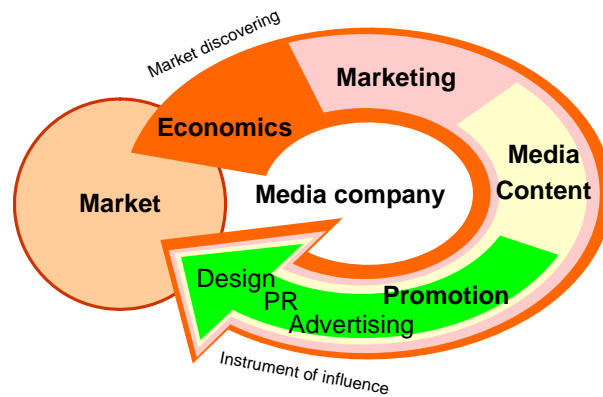 Market discovering
Marketing
Economics
Media
Content
Market
Media company
Design
PR
Promotion
Advertising
Instrument of influence